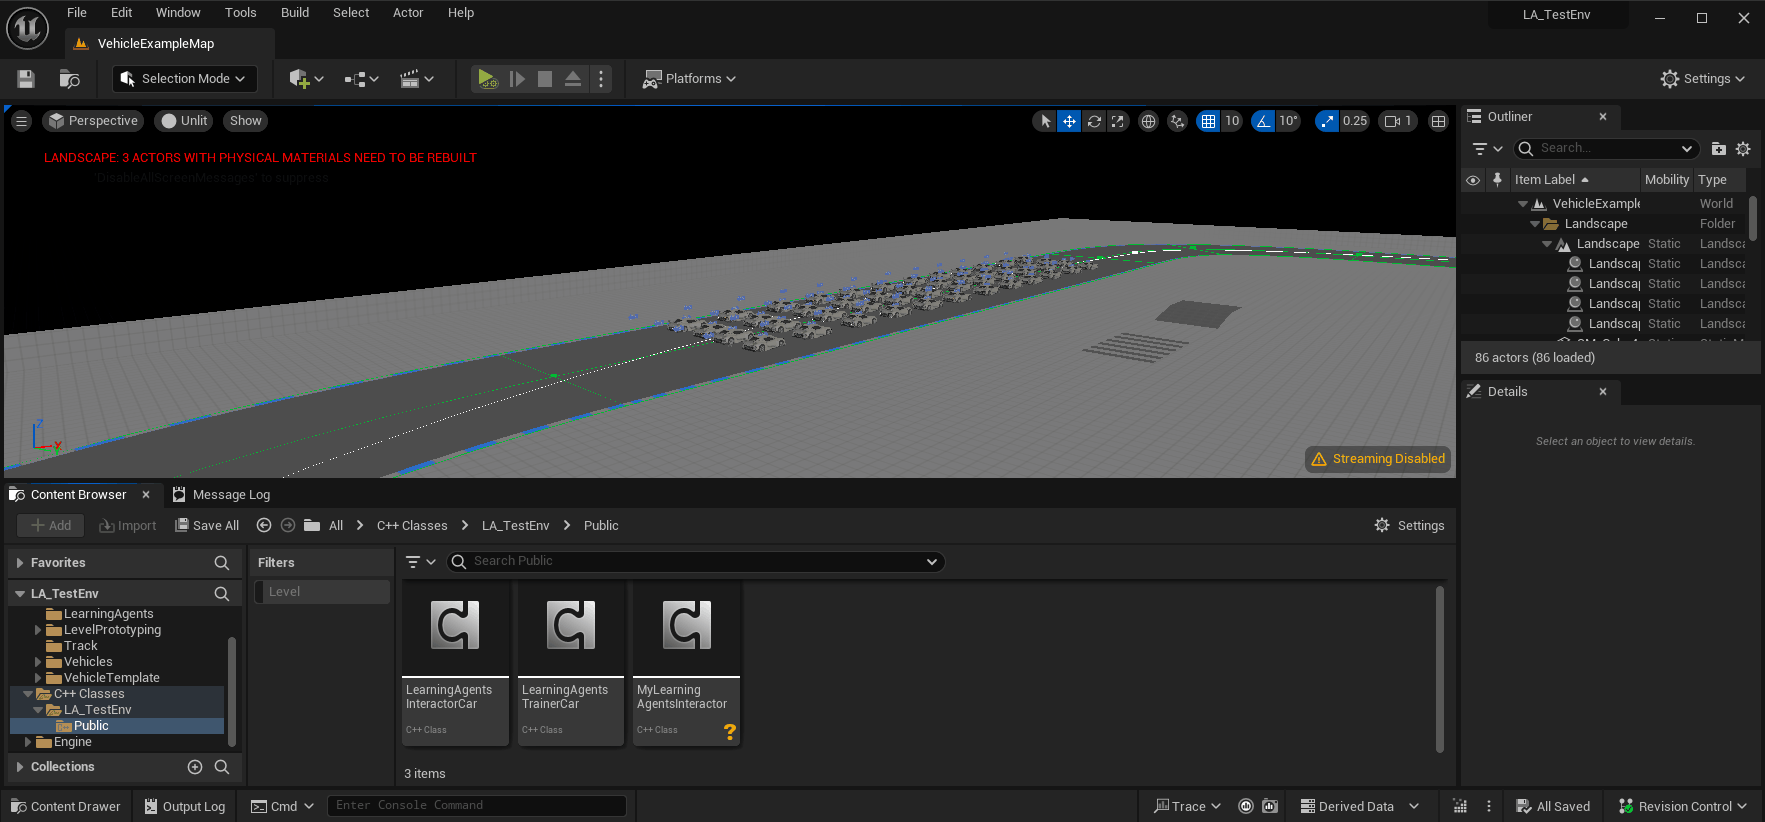 File Edit Window Tools Build Select Actor Help
LA_TestEnv
VehicleExampleMap
Selection Mode
Platforms
Settings
Perspective Unlit Show
10 10° 0.25 1
LANDSCAPE: 3 ACTORS WITH PHYSICAL MATERIALS NEED TO BE REBUILT
'DisableAllScreenMessages' to suppress
Z
Y
Streaming Disabled
Outliner
Search...
Item Label Mobility Type
VehicleExample World
Landscape Folder
Landscape Static Landsca
Landscap Static Landsca
Landscap Static Landsca
Landscap Static Landsca
Landscap Static Landsca
86 actors (86 loaded)
Details
Select an object to view details.
Content Browser Message Log
Add Import Save All All C++ Classes LA_TestEnv Public Settings
Favorites
LA_TestEnv
LearningAgents
LevelPrototyping
Track
Vehicles
VehicleTemplate
C++ Classes
LA_TestEnv
Public
Engine
Collections
Filters
Level
Search Public
LearningAgents
InteractorCar
C++ Class
LearningAgents
TrainerCar
C++ Class
MyLearning
AgentsInteractor
C++ Class
?
3 items
Content Drawer Output Log Cmd Enter Console Command Trace Derived Data All Saved Revision Control